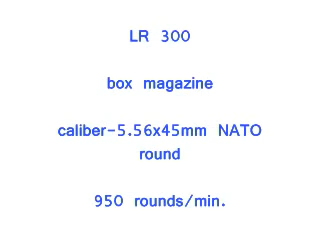 LR 300
box magazine
caliber-5.56x45mm NATO
round
950 rounds/min.